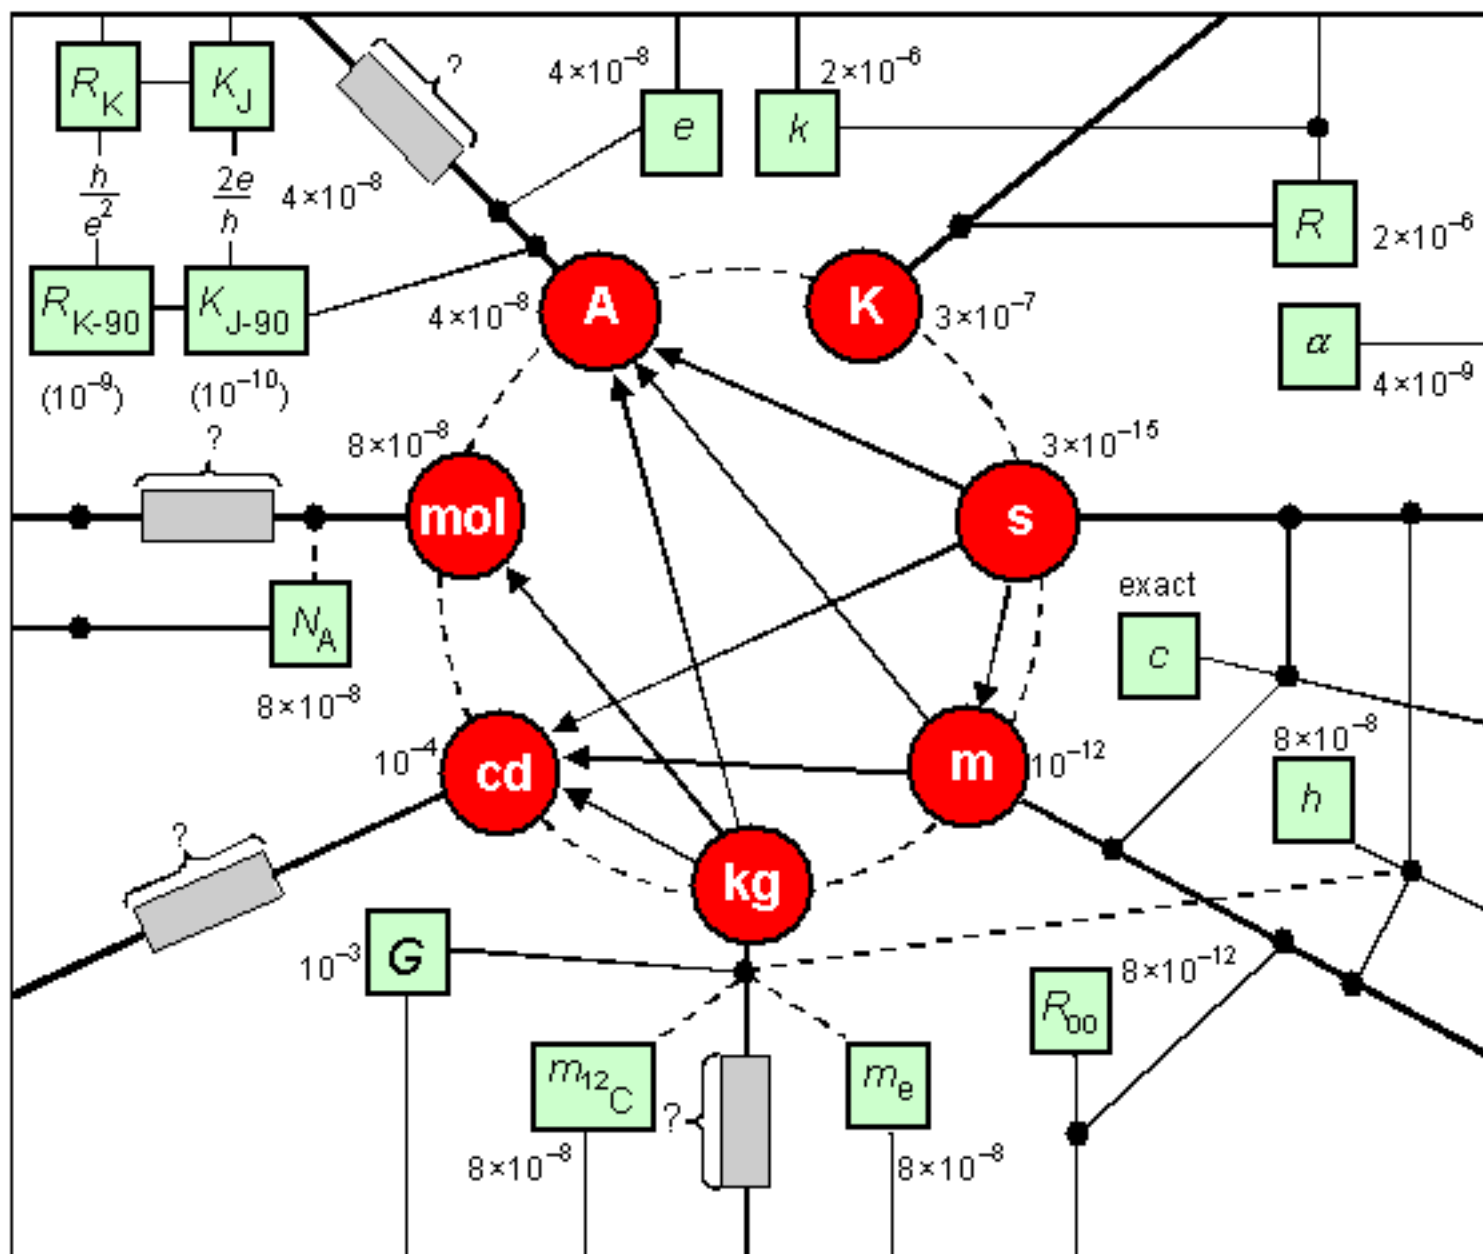 R_K K_J ? 4×10⁻⁸ e k 2×10⁻⁶
h/e² 2e/h 4×10⁻⁸
R 2×10⁻⁶
R_K-90 K_J-90 4×10⁻⁸ A K 3×10⁻⁷
α 4×10⁻⁹
(10⁻⁹) (10⁻¹⁰)
? 8×10⁻⁸ 3×10⁻¹⁵
mol s
exact
N_A c
8×10⁻⁸
10⁻⁴ cd m 10⁻¹² 8×10⁻⁸
h
?
kg
G 10⁻³ 8×10⁻¹²
R_∞
m_¹²C ? m_e
8×10⁻⁸ 8×10⁻⁸